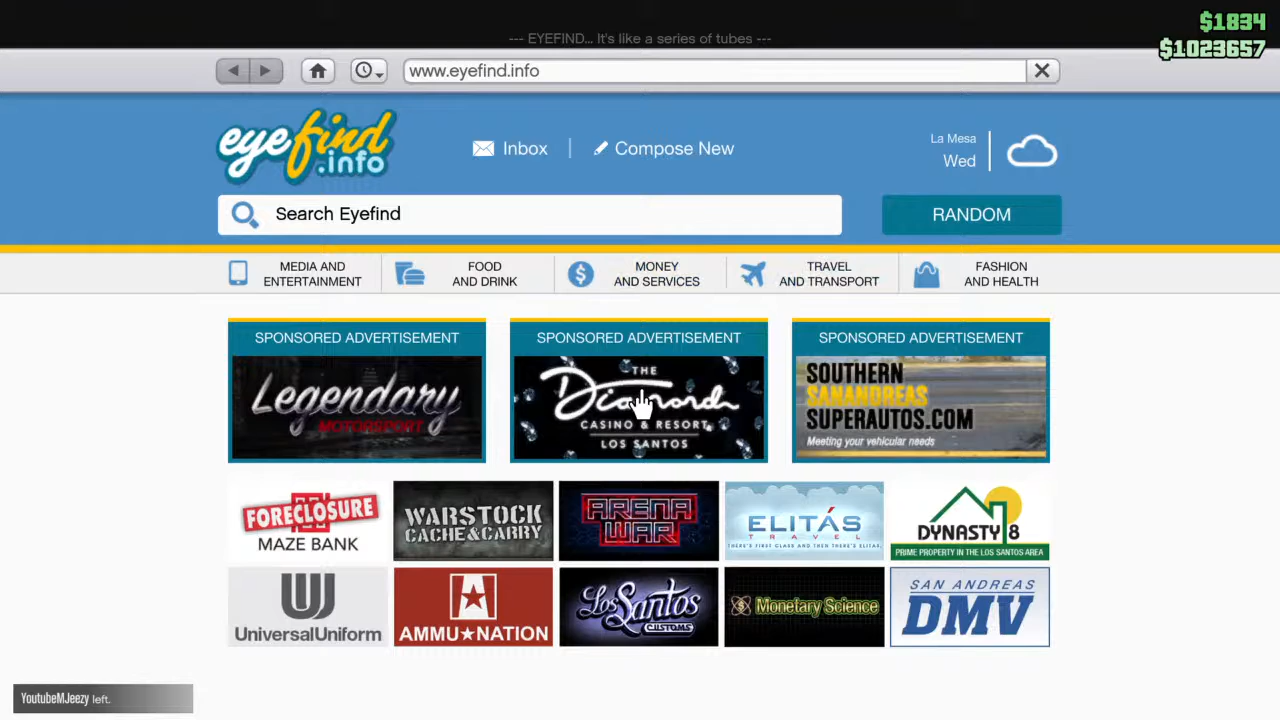 $1834
--- EYEFIND... It's like a series of tubes ---
$1023657
www.eyefind.info
eyefind
.info
Inbox
Compose New
La Mesa
Wed
Search Eyefind
RANDOM
MEDIA AND
ENTERTAINMENT
FOOD
AND DRINK
MONEY
AND SERVICES
TRAVEL
AND TRANSPORT
FASHION
AND HEALTH
SPONSORED ADVERTISEMENT
Legendary
MOTORSPORT
SPONSORED ADVERTISEMENT
THE
Diamond
CASINO & RESORT
LOS SANTOS
SPONSORED ADVERTISEMENT
SOUTHERN
SANANDREAS
SUPERAUTOS.COM
Meeting your vehicular needs
FORECLOSURE
MAZE BANK
WARSTOCK
CACHE&CARRY
ARENA
WAR
ELITÁS
TRAVEL
THERE'S FIRST CLASS AND THEN THERE'S ELITÁS
DYNASTY 8
PRIME PROPERTY IN THE LOS SANTOS AREA
UniversalUniform
AMMU★NATION
Los Santos
CUSTOMS
Monetary Science
SAN ANDREAS
DMV
YoutubeMJeezy left.